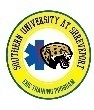 SOUTHERN UNIVERSITY AT SHREVEPORT
EMS TRAINING PROGRAM